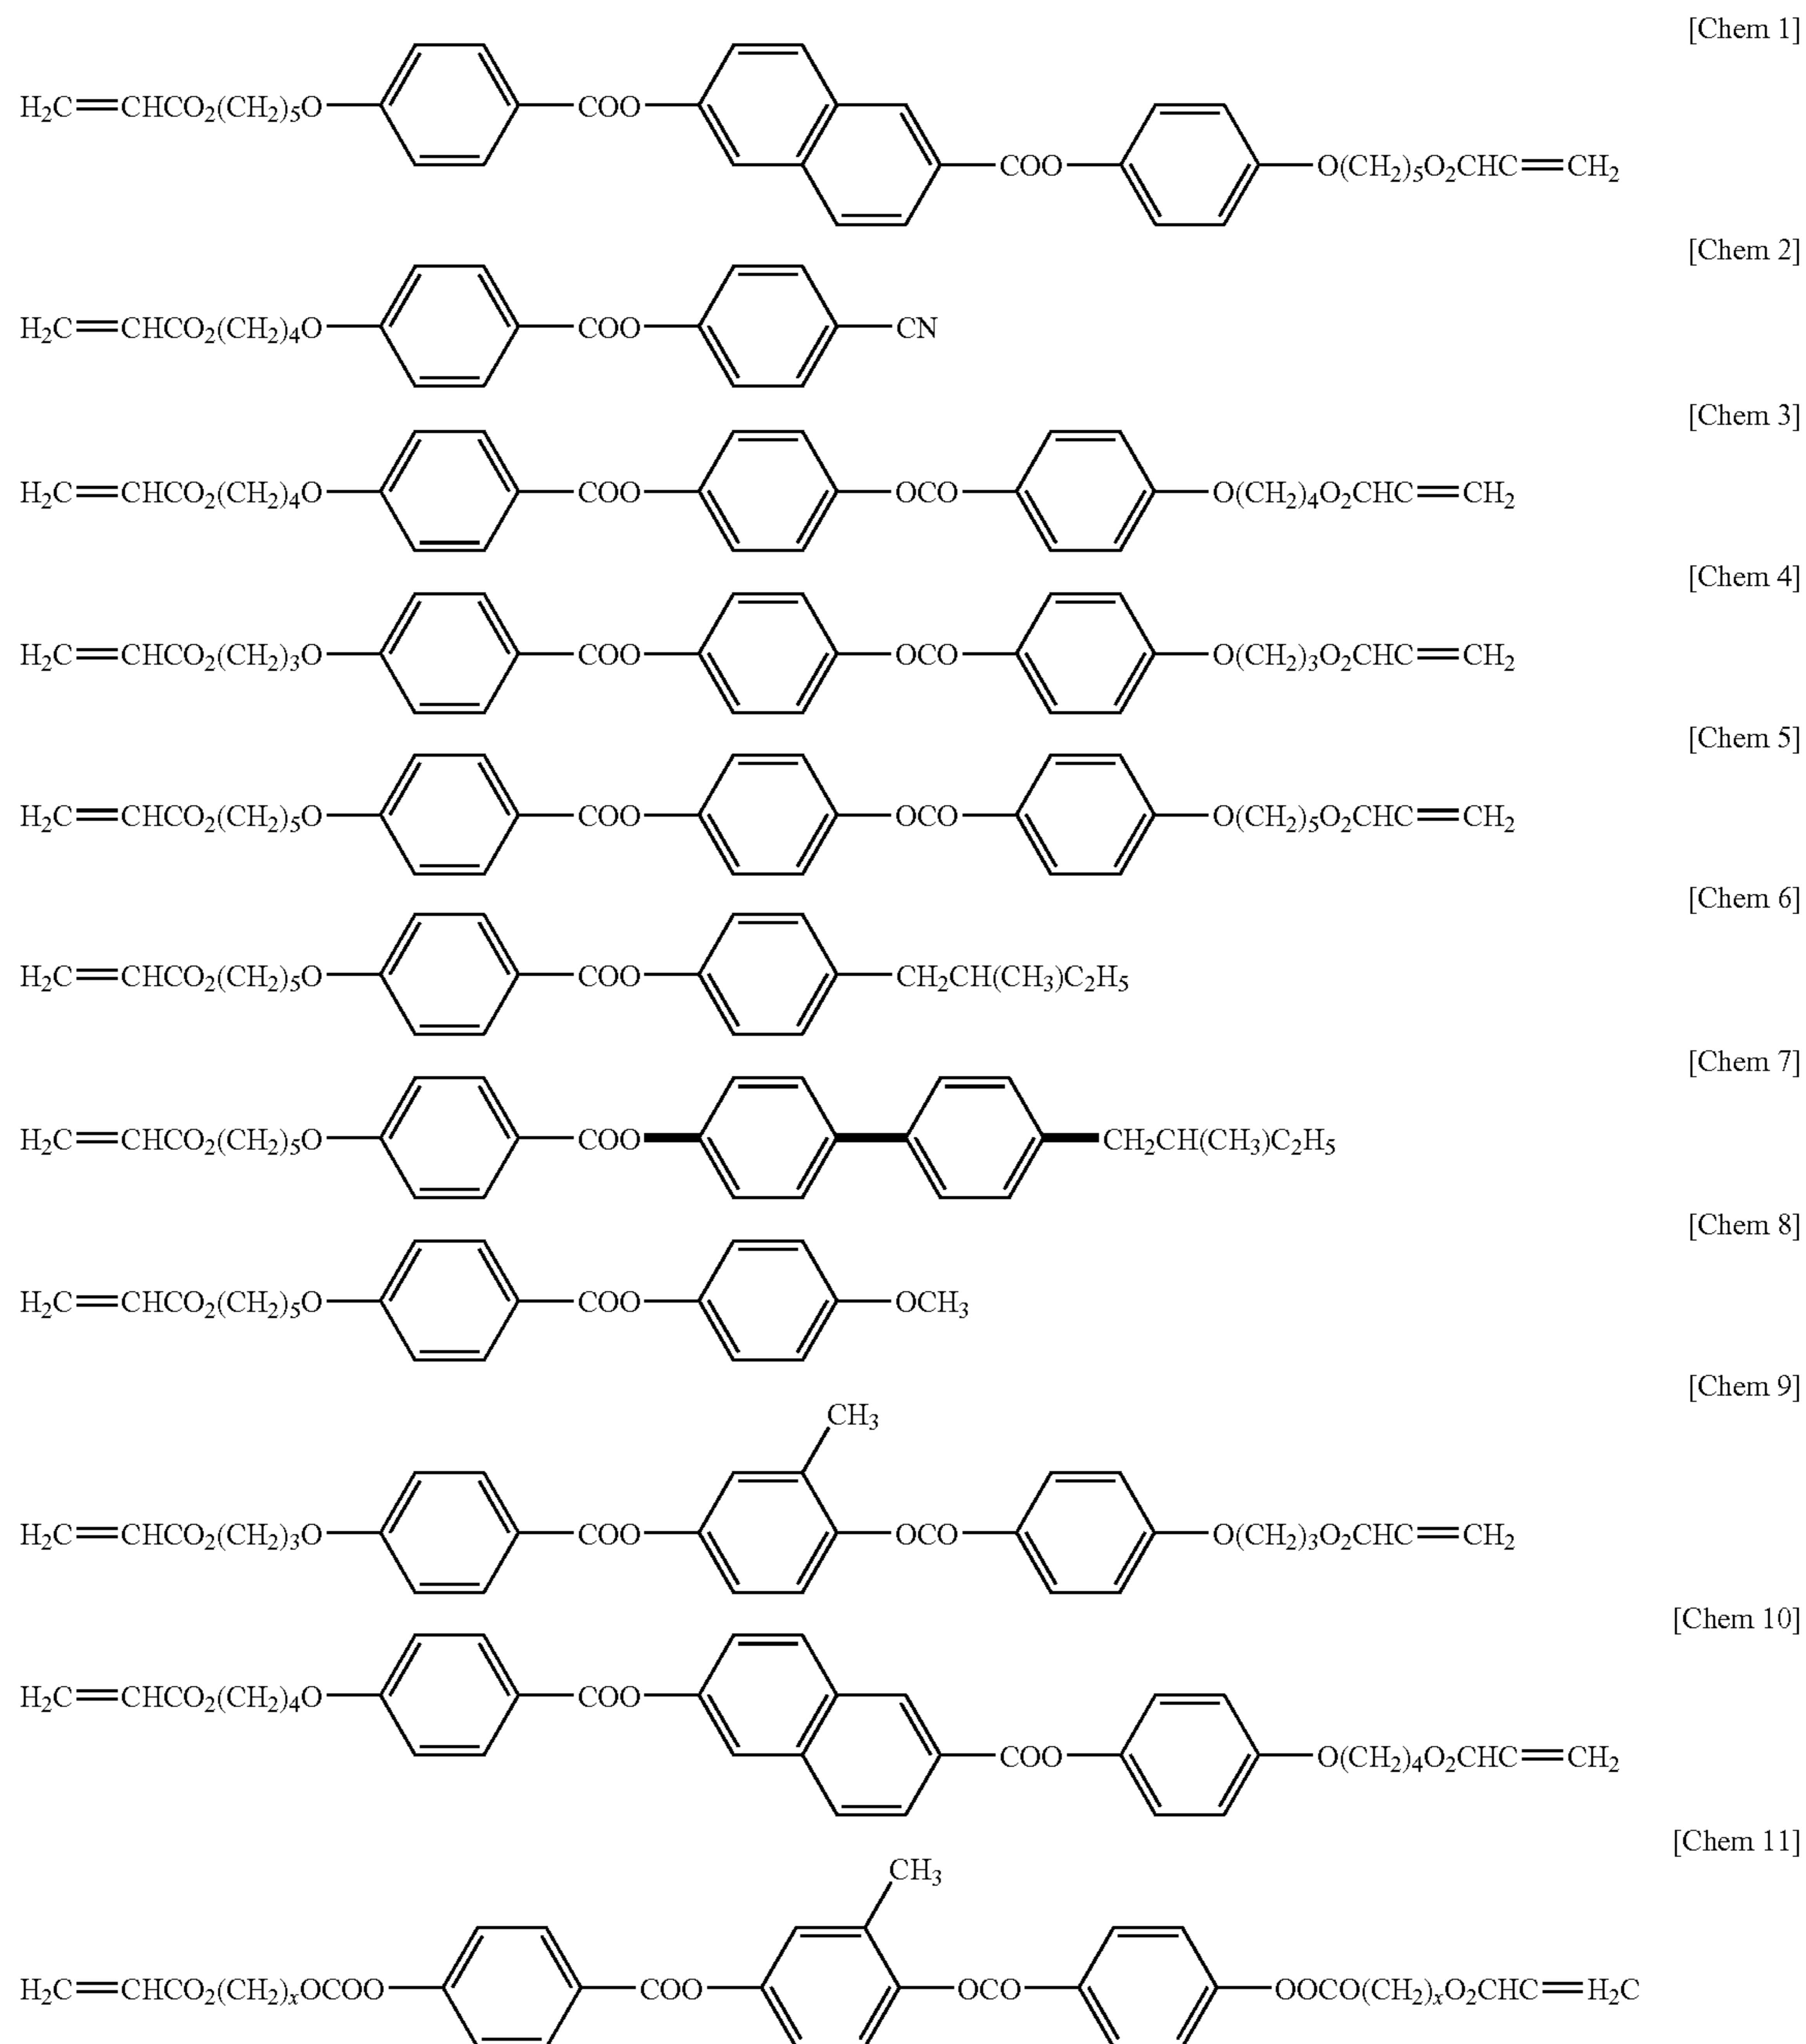 [Chem 1]
H₂C=CHCO₂(CH₂)₅O COO COO O(CH₂)₅O₂CHC=CH₂
[Chem 2]
H₂C=CHCO₂(CH₂)₄O COO CN
[Chem 3]
H₂C=CHCO₂(CH₂)₄O COO OCO O(CH₂)₄O₂CHC=CH₂
[Chem 4]
H₂C=CHCO₂(CH₂)₃O COO OCO O(CH₂)₃O₂CHC=CH₂
[Chem 5]
H₂C=CHCO₂(CH₂)₅O COO OCO O(CH₂)₅O₂CHC=CH₂
[Chem 6]
H₂C=CHCO₂(CH₂)₅O COO CH₂CH(CH₃)C₂H₅
[Chem 7]
H₂C=CHCO₂(CH₂)₅O COO CH₂CH(CH₃)C₂H₅
[Chem 8]
H₂C=CHCO₂(CH₂)₅O COO OCH₃
[Chem 9]
CH₃
H₂C=CHCO₂(CH₂)₃O COO OCO O(CH₂)₃O₂CHC=CH₂
[Chem 10]
H₂C=CHCO₂(CH₂)₄O COO COO O(CH₂)₄O₂CHC=CH₂
[Chem 11]
CH₃
H₂C=CHCO₂(CH₂)ₓOCOO COO OCO OOCO(CH₂)ₓO₂CHC=H₂C